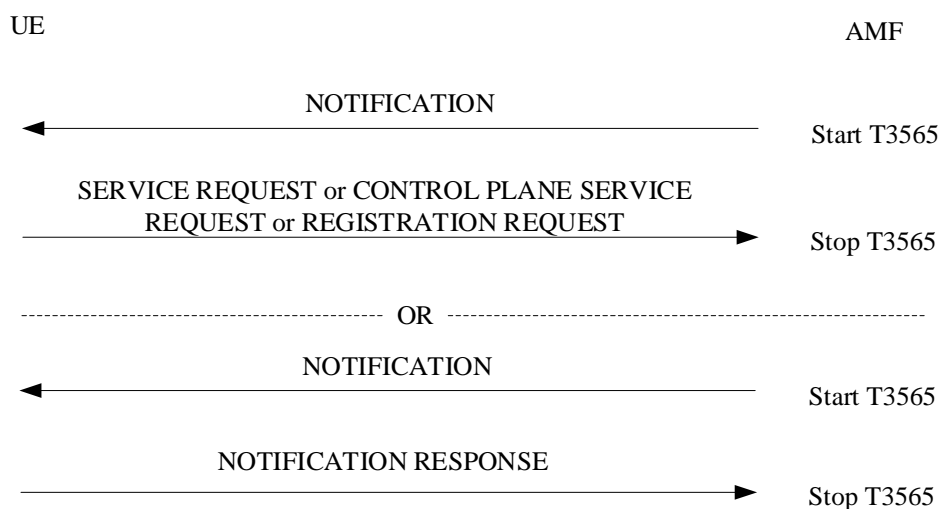 UE
AMF
NOTIFICATION
Start T3565
SERVICE REQUEST or CONTROL PLANE SERVICE
REQUEST or REGISTRATION REQUEST
Stop T3565
OR
NOTIFICATION
Start T3565
NOTIFICATION RESPONSE
Stop T3565